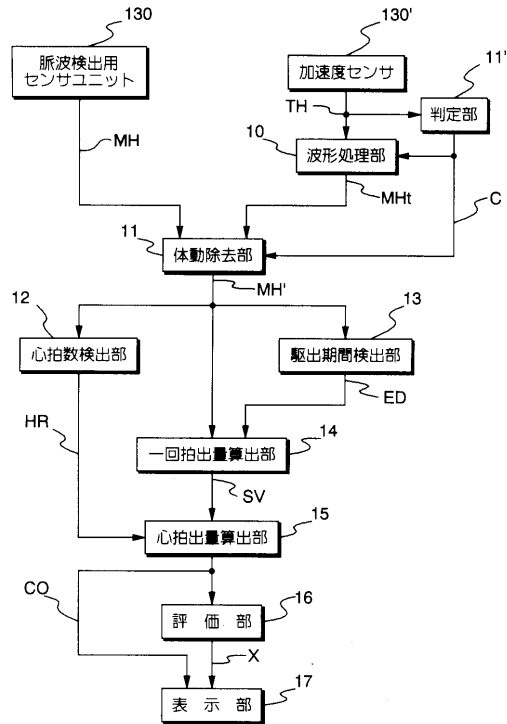 130
脈波検出用
センサユニット
130'
加速度センサ
11'
判定部
TH
10
波形処理部
MH
MHt
C
11
体動除去部
MH'
12
心拍数検出部
13
駆出期間検出部
ED
HR
14
一回拍出量算出部
SV
15
心拍出量算出部
CO
16
評 価 部
X
17
表 示 部